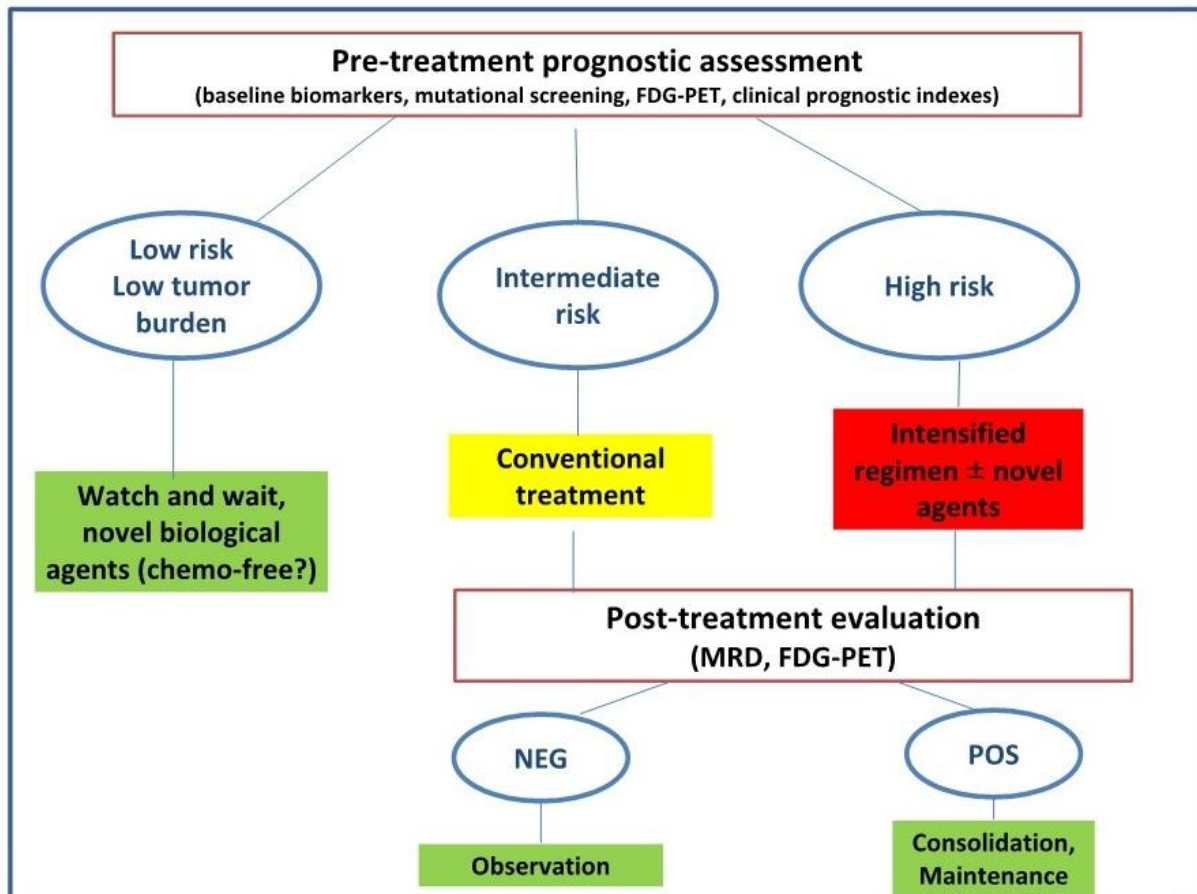 Pre-treatment prognostic assessment
(baseline biomarkers, mutational screening, FDG-PET, clinical prognostic indexes)
Low risk
Low tumor
burden
Intermediate
risk
High risk
Watch and wait,
novel biological
agents (chemo-free?)
Conventional
treatment
Intensified
regimen ± novel
agents
Post-treatment evaluation
(MRD, FDG-PET)
NEG
POS
Observation
Consolidation,
Maintenance